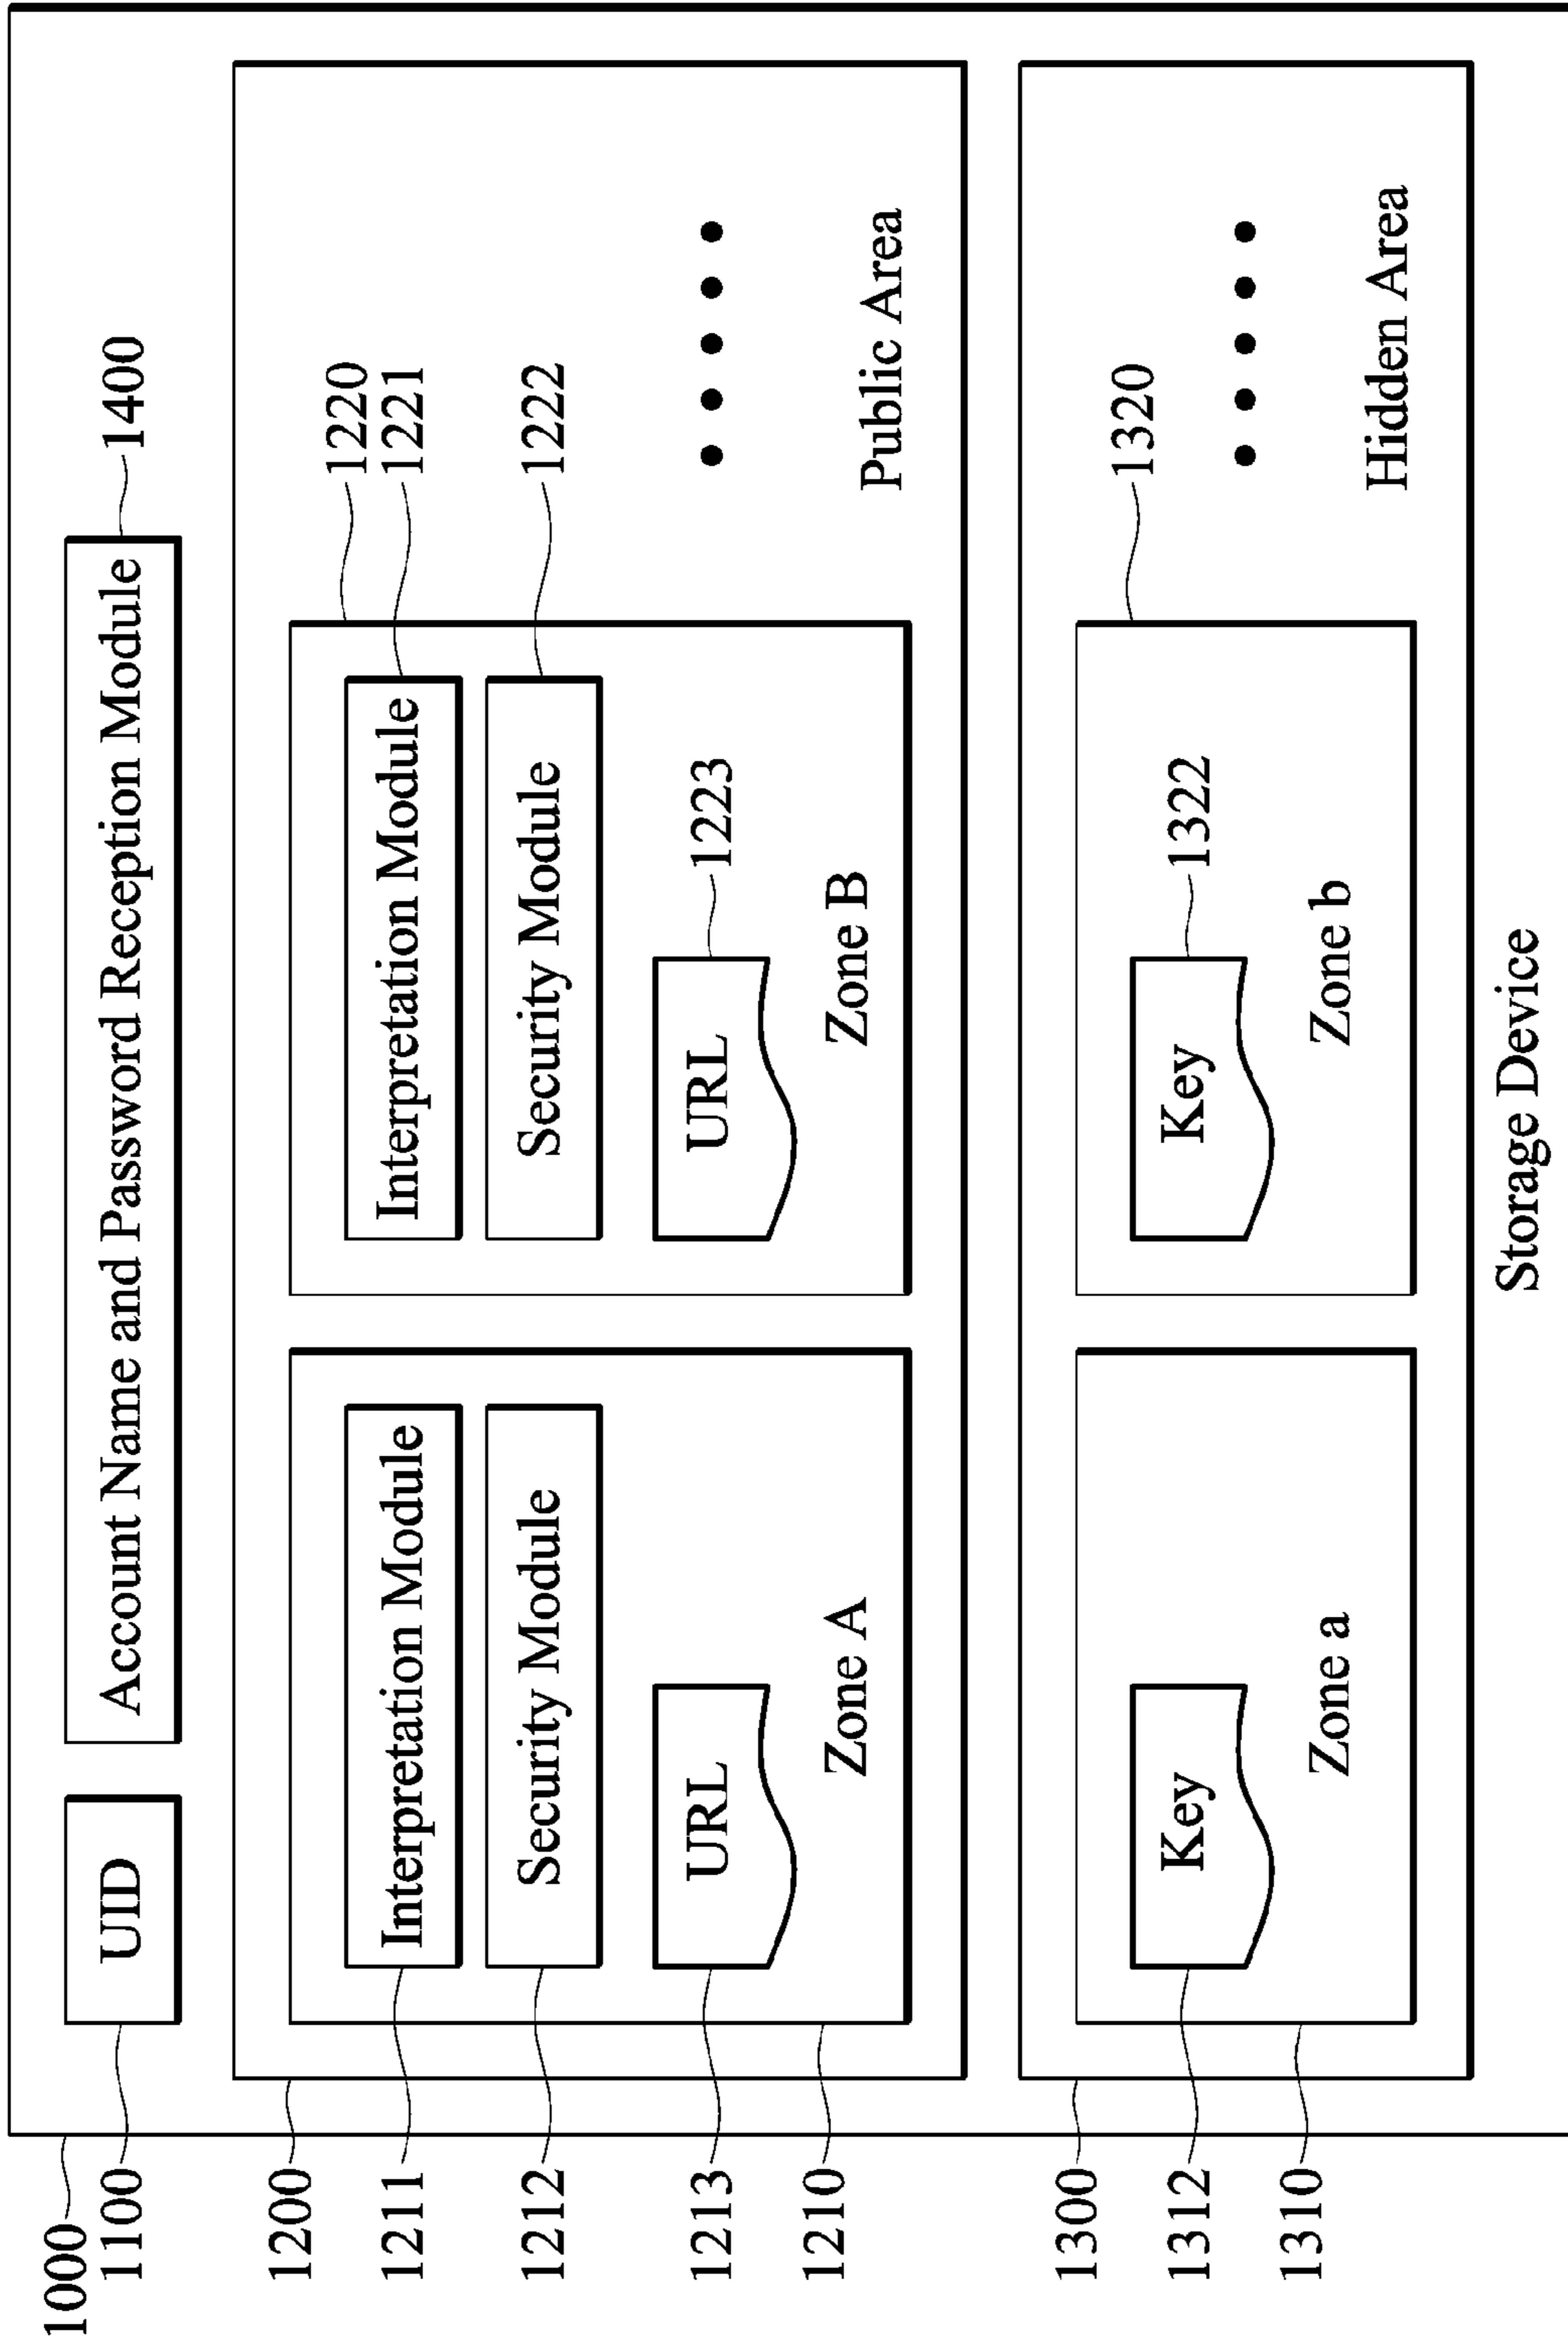 1000
1100
UID
Account Name and Password Reception Module
1400
1200
1220
1211
Interpretation Module
Interpretation Module
1221
1212
Security Module
Security Module
1222
1213
URL
URL
1223
1210
Zone A
Zone B
Public Area
1300
1320
1312
Key
Key
1322
1310
Zone a
Zone b
Hidden Area
Storage Device